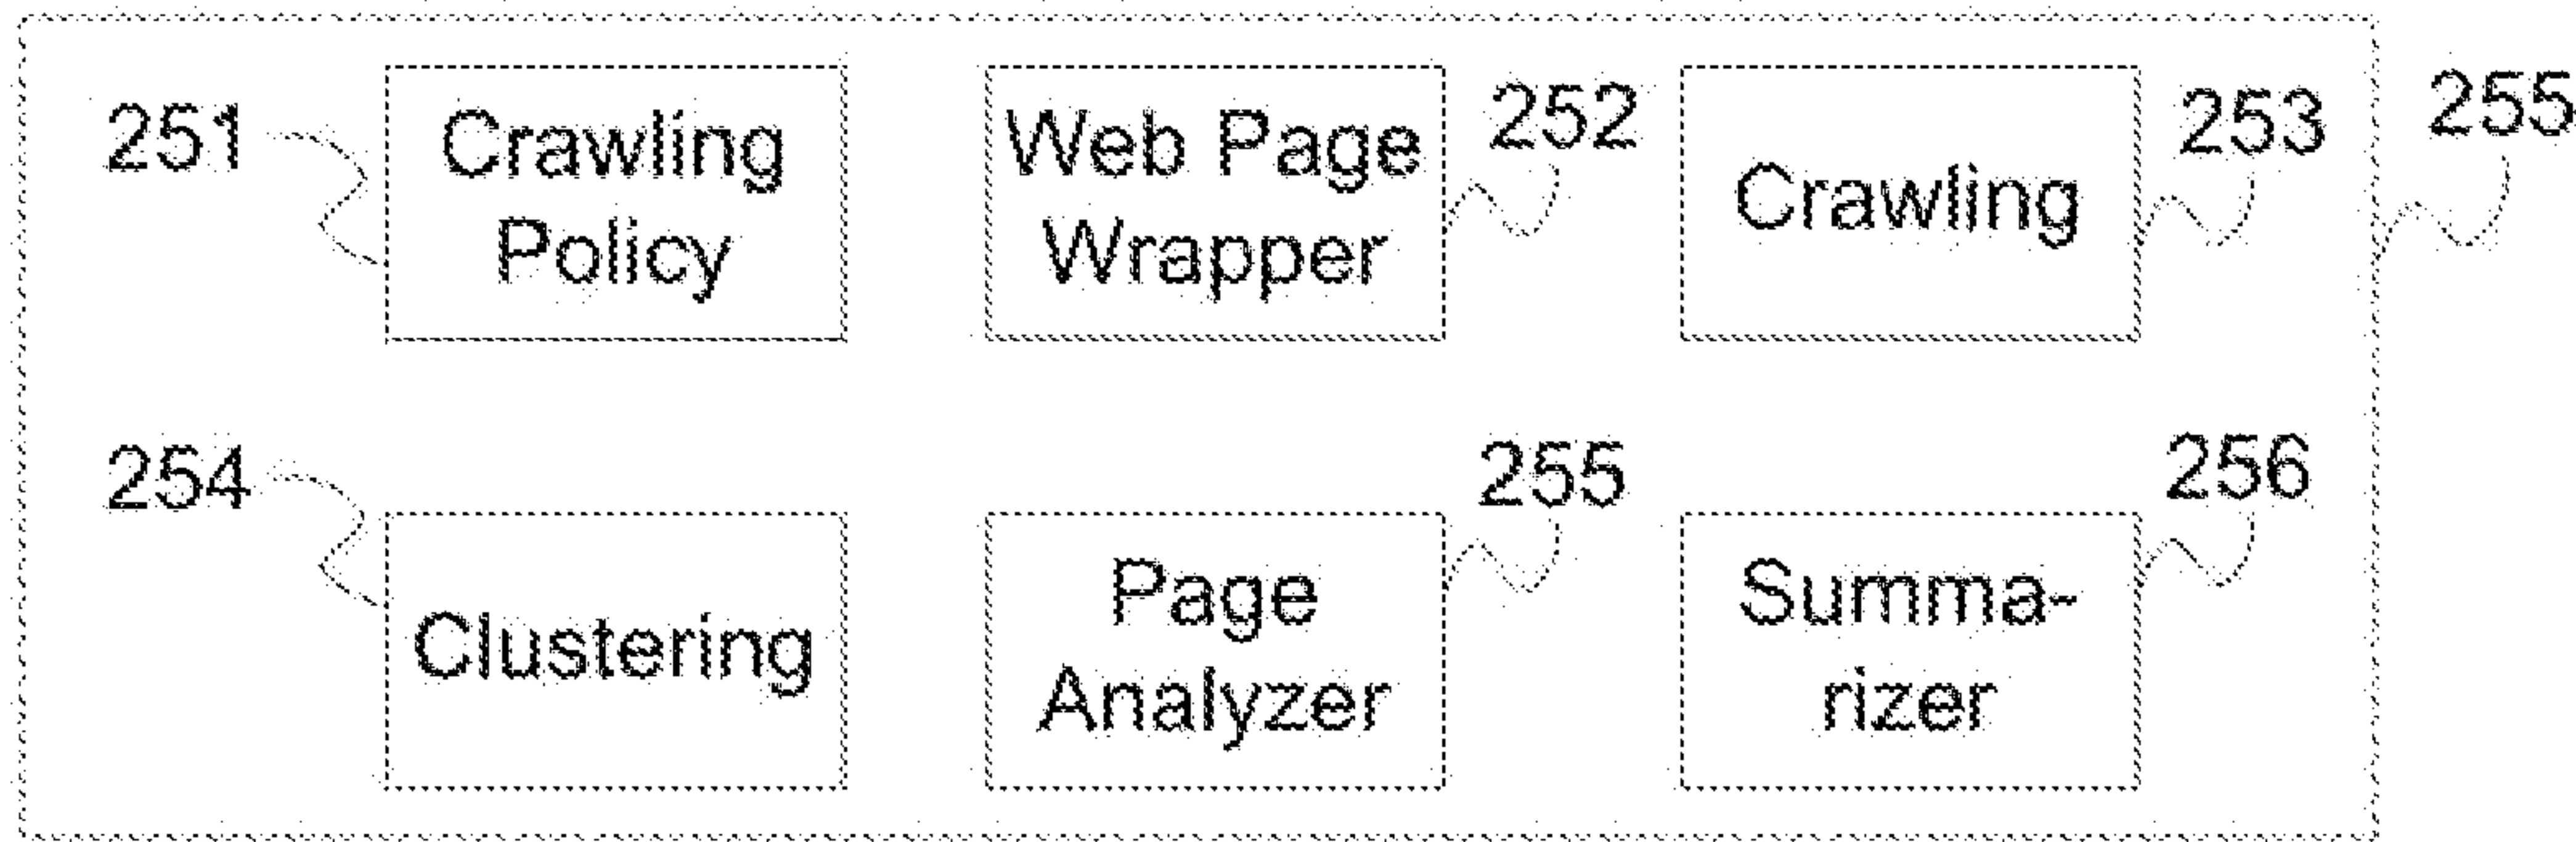 251
Crawling
Policy
Web Page
Wrapper
252
Crawling
253
255
254
Clustering
Page
Analyzer
255
Summa-
rizer
256